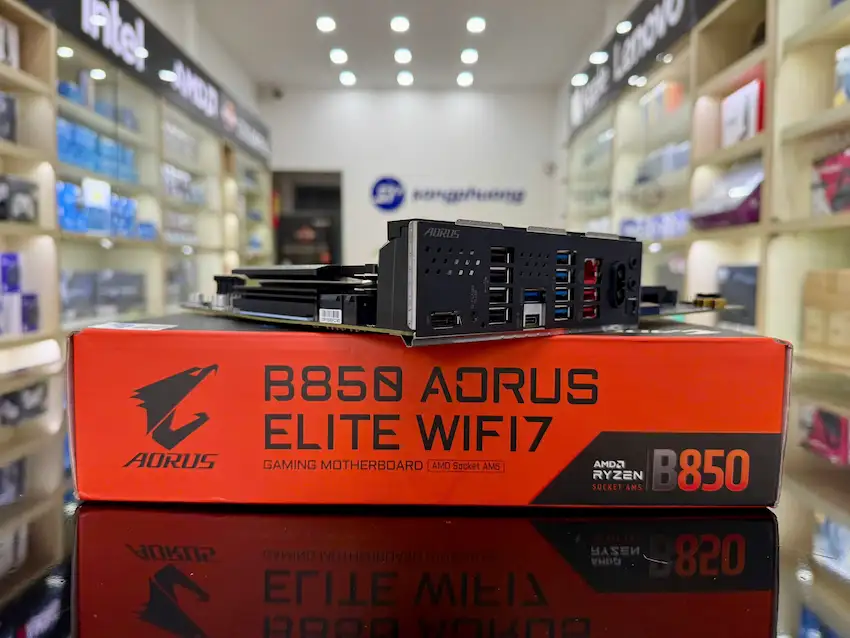 intel
AMD
Lenovo
songphuong
AORUS
B850 AORUS
ELITE WIFI7
GAMING MOTHERBOARD AMD Socket AM5
AORUS
AMD
RYZEN
SOCKET AM5
B850